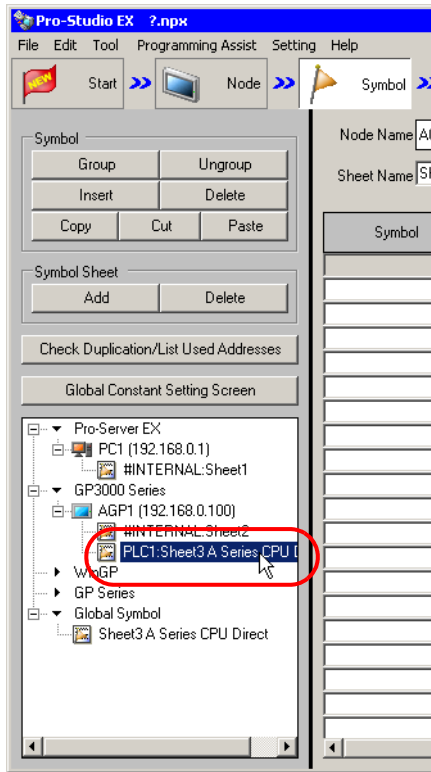 Pro-Studio EX ?.npx
File Edit Tool Programming Assist Setting Help
NEW Start Node Symbol
Symbol
Group Ungroup
Insert Delete
Copy Cut Paste
Symbol Sheet
Add Delete
Check Duplication/List Used Addresses
Global Constant Setting Screen
Node Name
Sheet Name
Symbol
Pro-Server EX
PC1 (192.168.0.1)
#INTERNAL:Sheet1
GP3000 Series
AGP1 (192.168.0.100)
#INTERNAL:Sheet2
PLC1:Sheet3 A Series CPU
WinGP
GP Series
Global Symbol
Sheet3 A Series CPU Direct